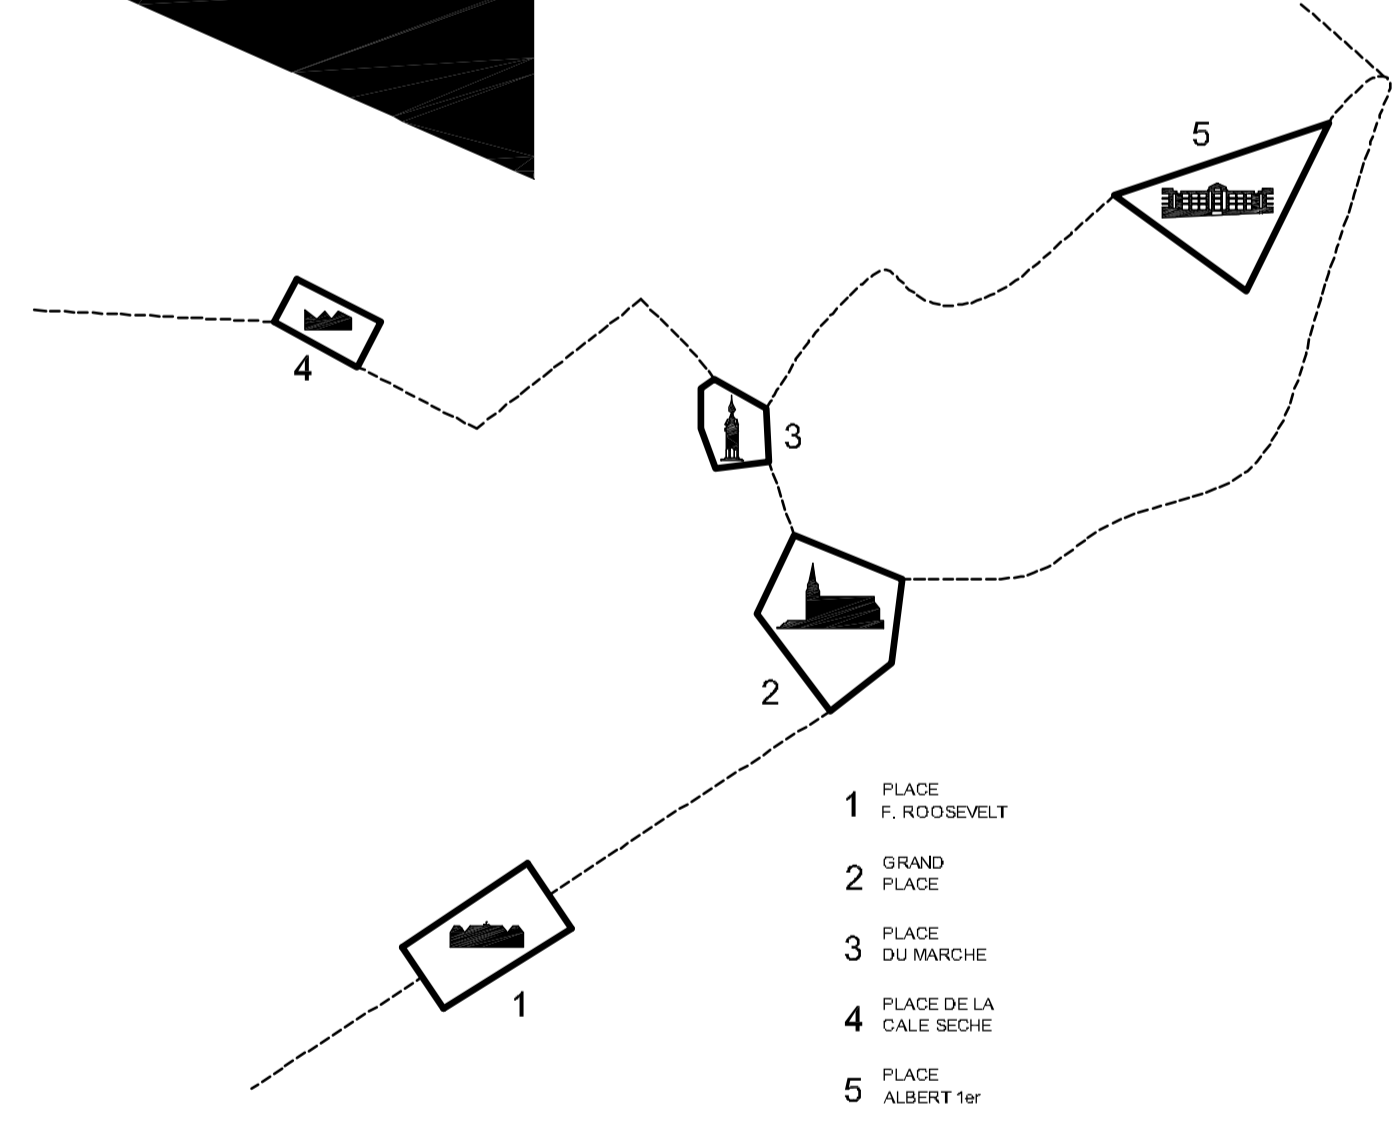 5
4
3
2
1
1 PLACE
F. ROOSEVELT
2 GRAND
PLACE
3 PLACE
DU MARCHE
4 PLACE DE LA
CALE SECHE
5 PLACE
ALBERT 1er